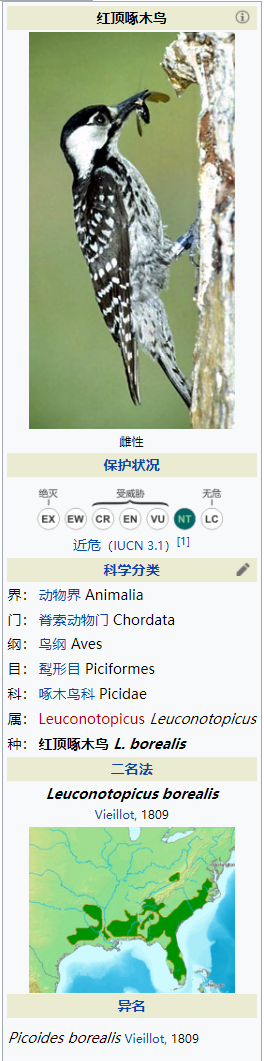 红顶啄木鸟
雌性
保护状况
绝灭 受威胁 无危
EX EW CR EN VU NT LC
近危（IUCN 3.1）[1]
科学分类
界： 动物界 Animalia
门： 脊索动物门 Chordata
纲： 鸟纲 Aves
目： 鴷形目 Piciformes
科： 啄木鸟科 Picidae
属： Leuconotopicus Leuconotopicus
种： 红顶啄木鸟 L. borealis
二名法
Leuconotopicus borealis
Vieillot, 1809
Washington
异名
Picoides borealis Vieillot, 1809